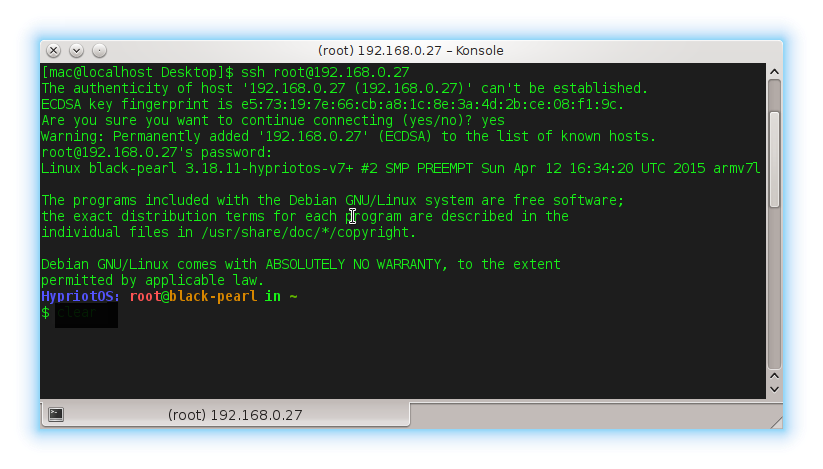 (root) 192.168.0.27 – Konsole
[mac@localhost Desktop]$ ssh root@192.168.0.27
The authenticity of host '192.168.0.27 (192.168.0.27)' can't be established.
ECDSA key fingerprint is e5:73:19:7e:66:cb:a8:1c:8e:3a:4d:2b:ce:08:f1:9c.
Are you sure you want to continue connecting (yes/no)? yes
Warning: Permanently added '192.168.0.27' (ECDSA) to the list of known hosts.
root@192.168.0.27's password:
Linux black-pearl 3.18.11-hypriotos-v7+ #2 SMP PREEMPT Sun Apr 12 16:34:20 UTC 2015 armv7l
The programs included with the Debian GNU/Linux system are free software;
the exact distribution terms for each program are described in the
individual files in /usr/share/doc/*/copyright.
Debian GNU/Linux comes with ABSOLUTELY NO WARRANTY, to the extent
permitted by applicable law.
HypriotOS: root@black-pearl in ~
$ clear
(root) 192.168.0.27